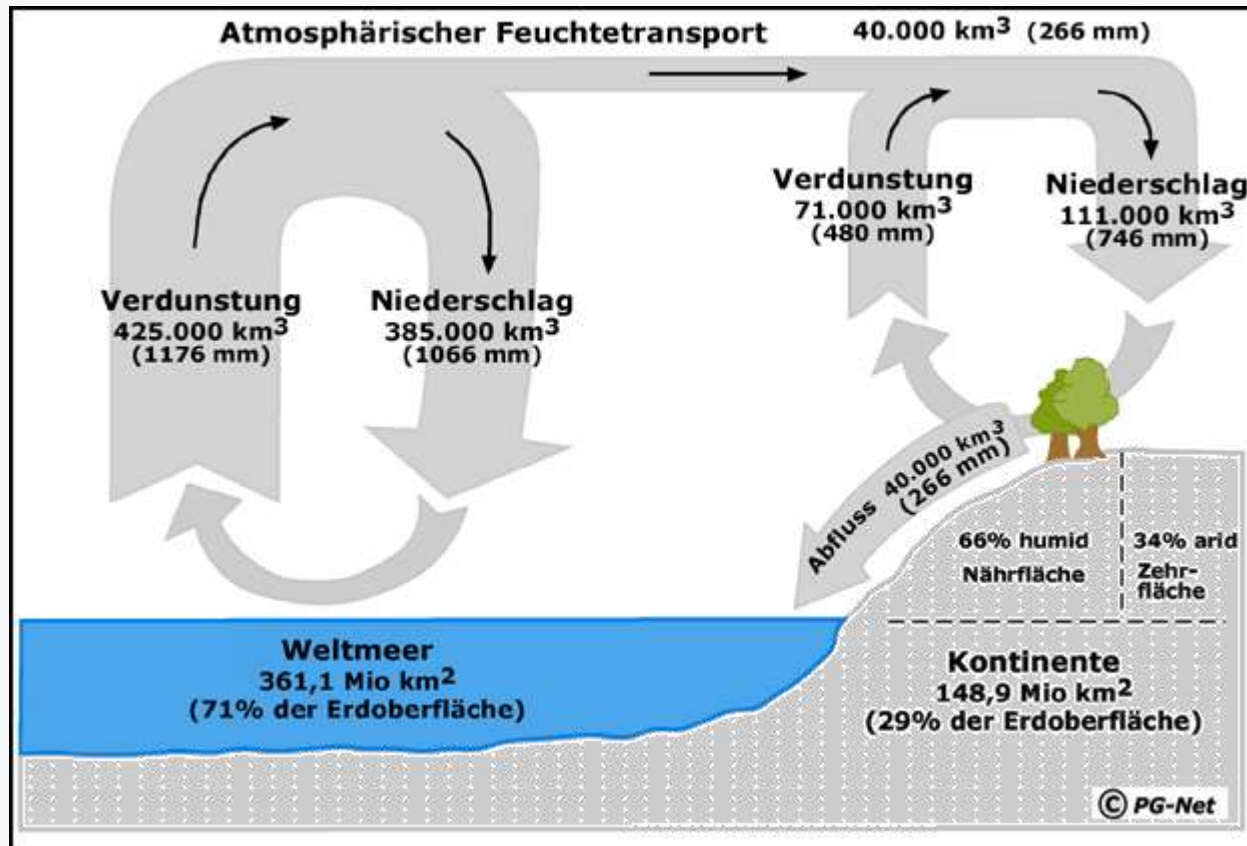 Atmosphärischer Feuchtetransport 40.000 km³ (266 mm)
Verdunstung
71.000 km³
(480 mm)
Niederschlag
111.000 km³
(746 mm)
Verdunstung
425.000 km³
(1176 mm)
Niederschlag
385.000 km³
(1066 mm)
Abfluss 40.000 km³
(266 mm)
66% humid
Nährfläche
34% arid
Zehr-
fläche
Weltmeer
361,1 Mio km²
(71% der Erdoberfläche)
Kontinente
148,9 Mio km²
(29% der Erdoberfläche)
© PG-Net